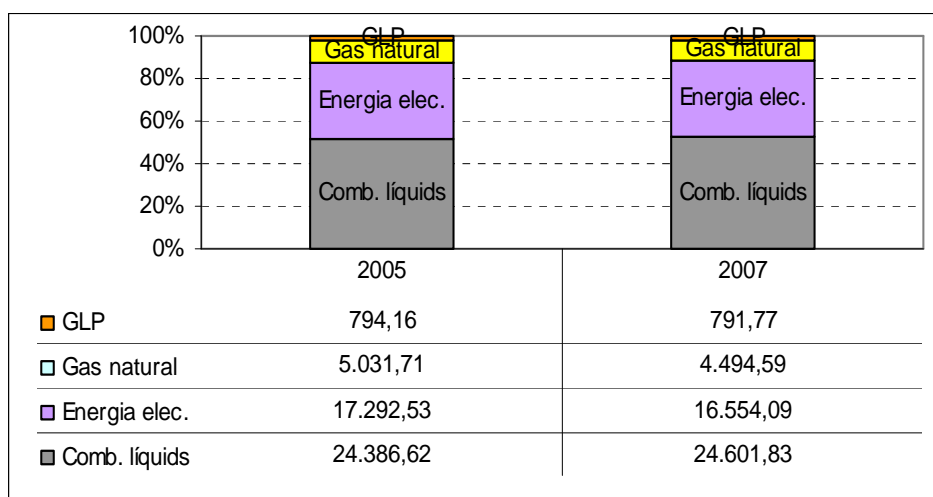 100%
80%
60%
40%
20%
0%
GLP
Gas natural
Energia elec.
Comb. líquids
GLP
Gas natural
Energia elec.
Comb. líquids
2005 2007
GLP 794,16 791,77
Gas natural 5.031,71 4.494,59
Energia elec. 17.292,53 16.554,09
Comb. líquids 24.386,62 24.601,83